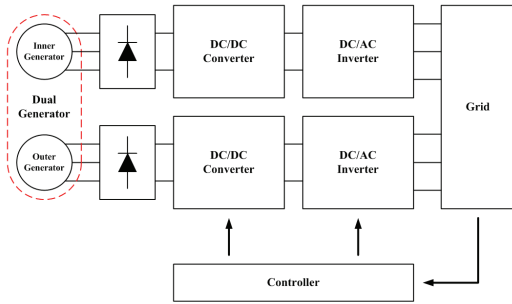 Inner
Generator
DC/DC
Converter
DC/AC
Inverter
Dual
Generator
Grid
Outer
Generator
DC/DC
Converter
DC/AC
Inverter
Controller